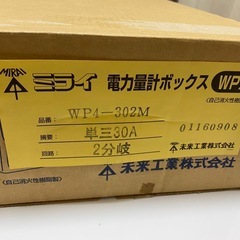 MIRAI
ミライ 電力量計ボックス WP
(自己消火性樹脂
品番: WP4-302M
摘要: 単三30A
回路: 2分岐
01160908
〈自己消火性樹脂製〉 未来工業株式会社 未来工業株式会社